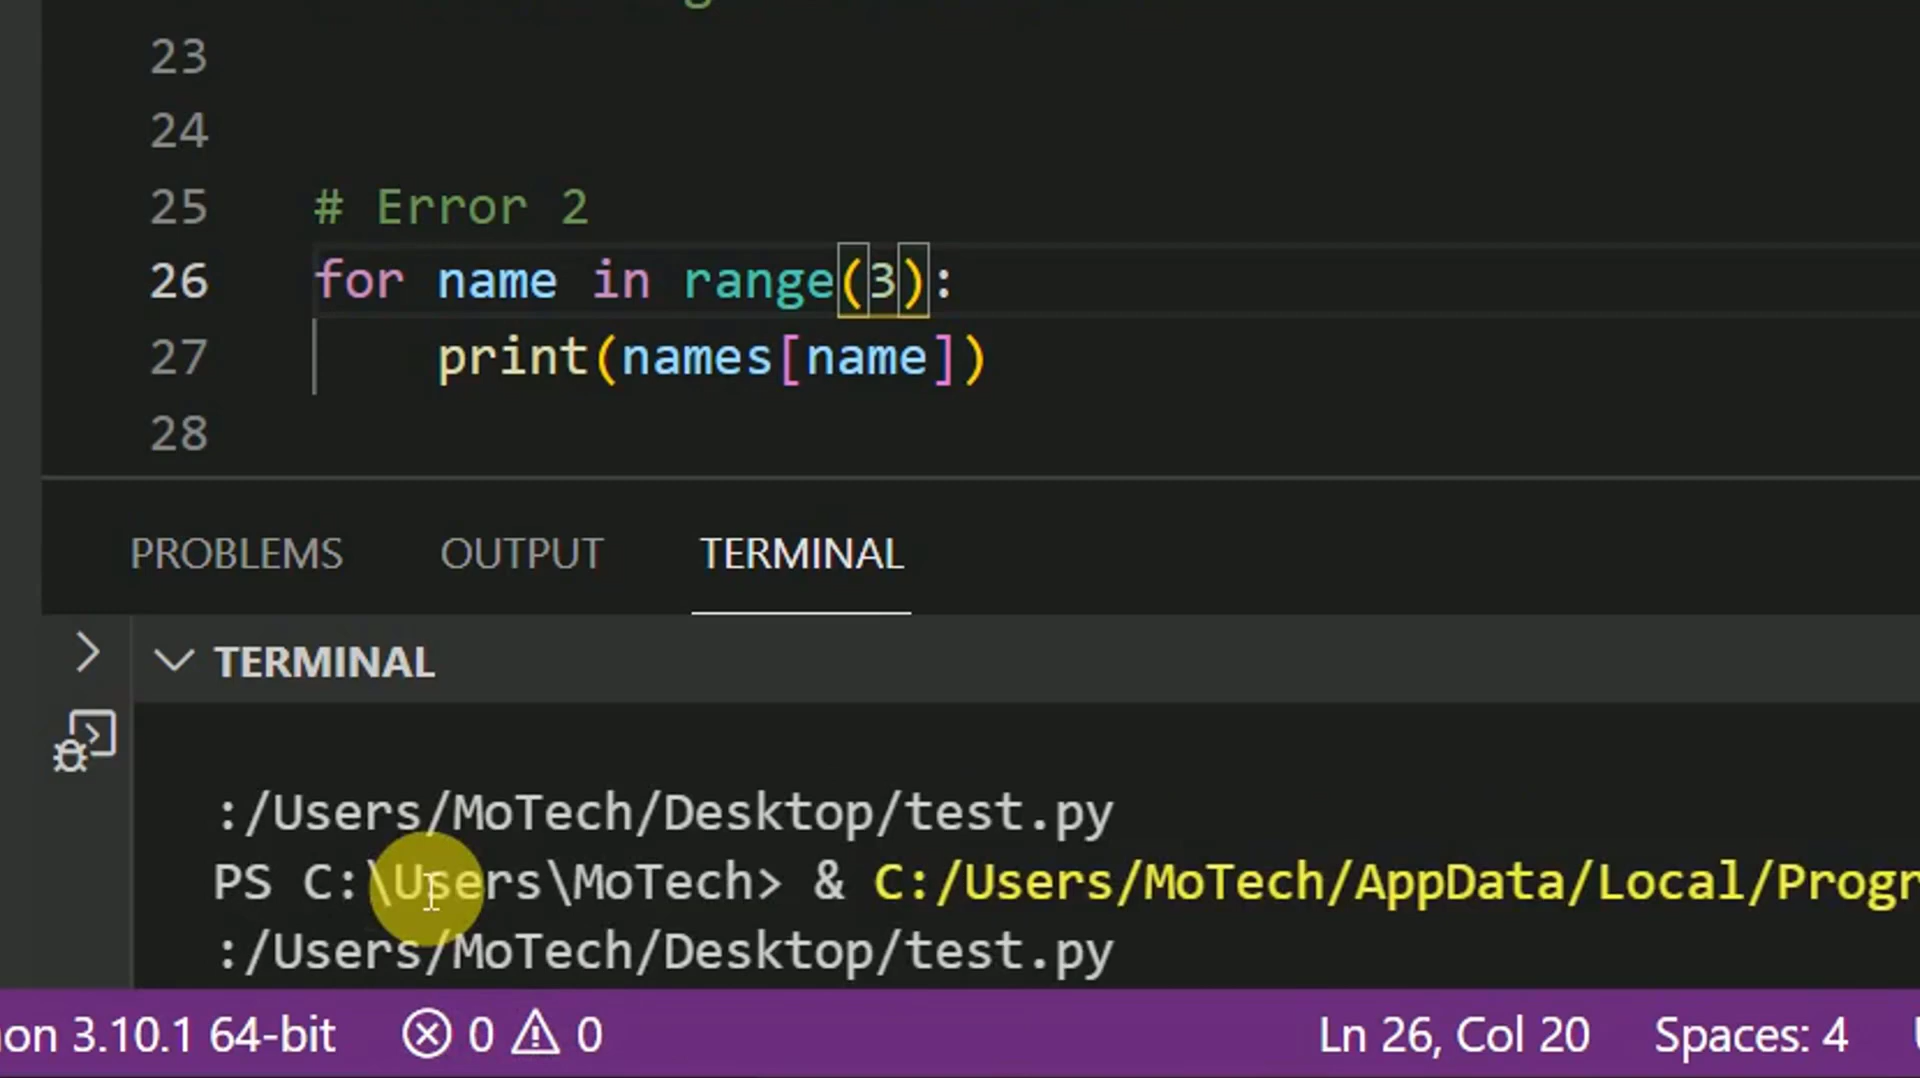 23
24
25 # Error 2
26 for name in range(3):
27 print(names[name])
28
PROBLEMS OUTPUT TERMINAL
TERMINAL
:/Users/MoTech/Desktop/test.py
PS C:\Users\MoTech> & C:/Users/MoTech/AppData/Local/Progr
:/Users/MoTech/Desktop/test.py
on 3.10.1 64-bit 0 0 Ln 26, Col 20 Spaces: 4